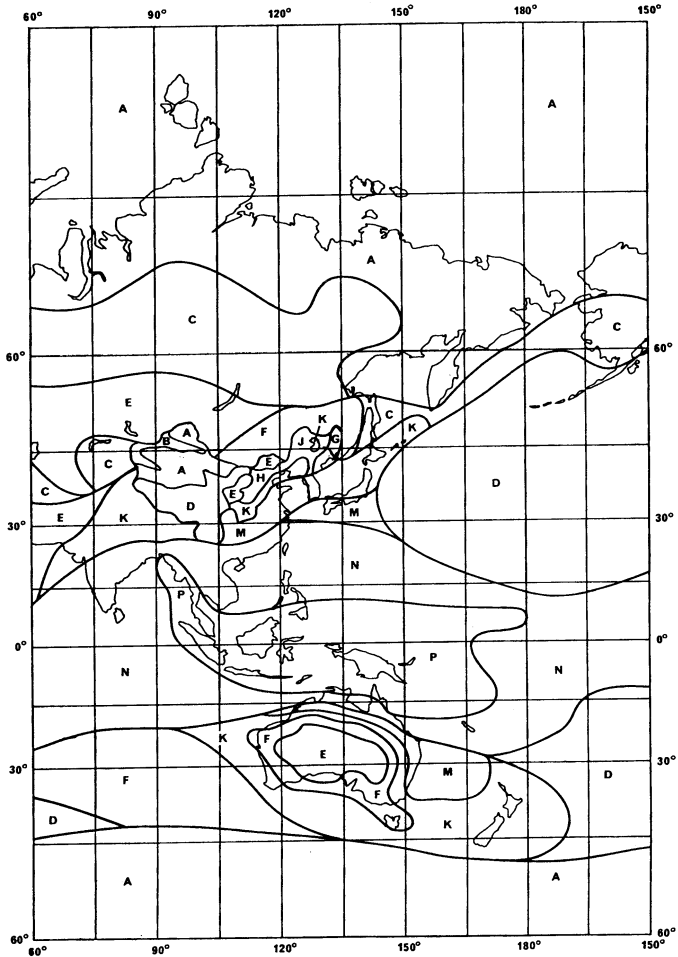 60° 90° 120° 150° 180° 150°
A A
A
C C
60° 60°
E
K C K
A F J G
B
C A E
H
C E D
E K D K
30° M M 30°
N
P
0° 0°
P
N N
K F
E M D
30° 30°
F F
D K
A A
60° 60°
60° 90° 120° 150° 180° 150°